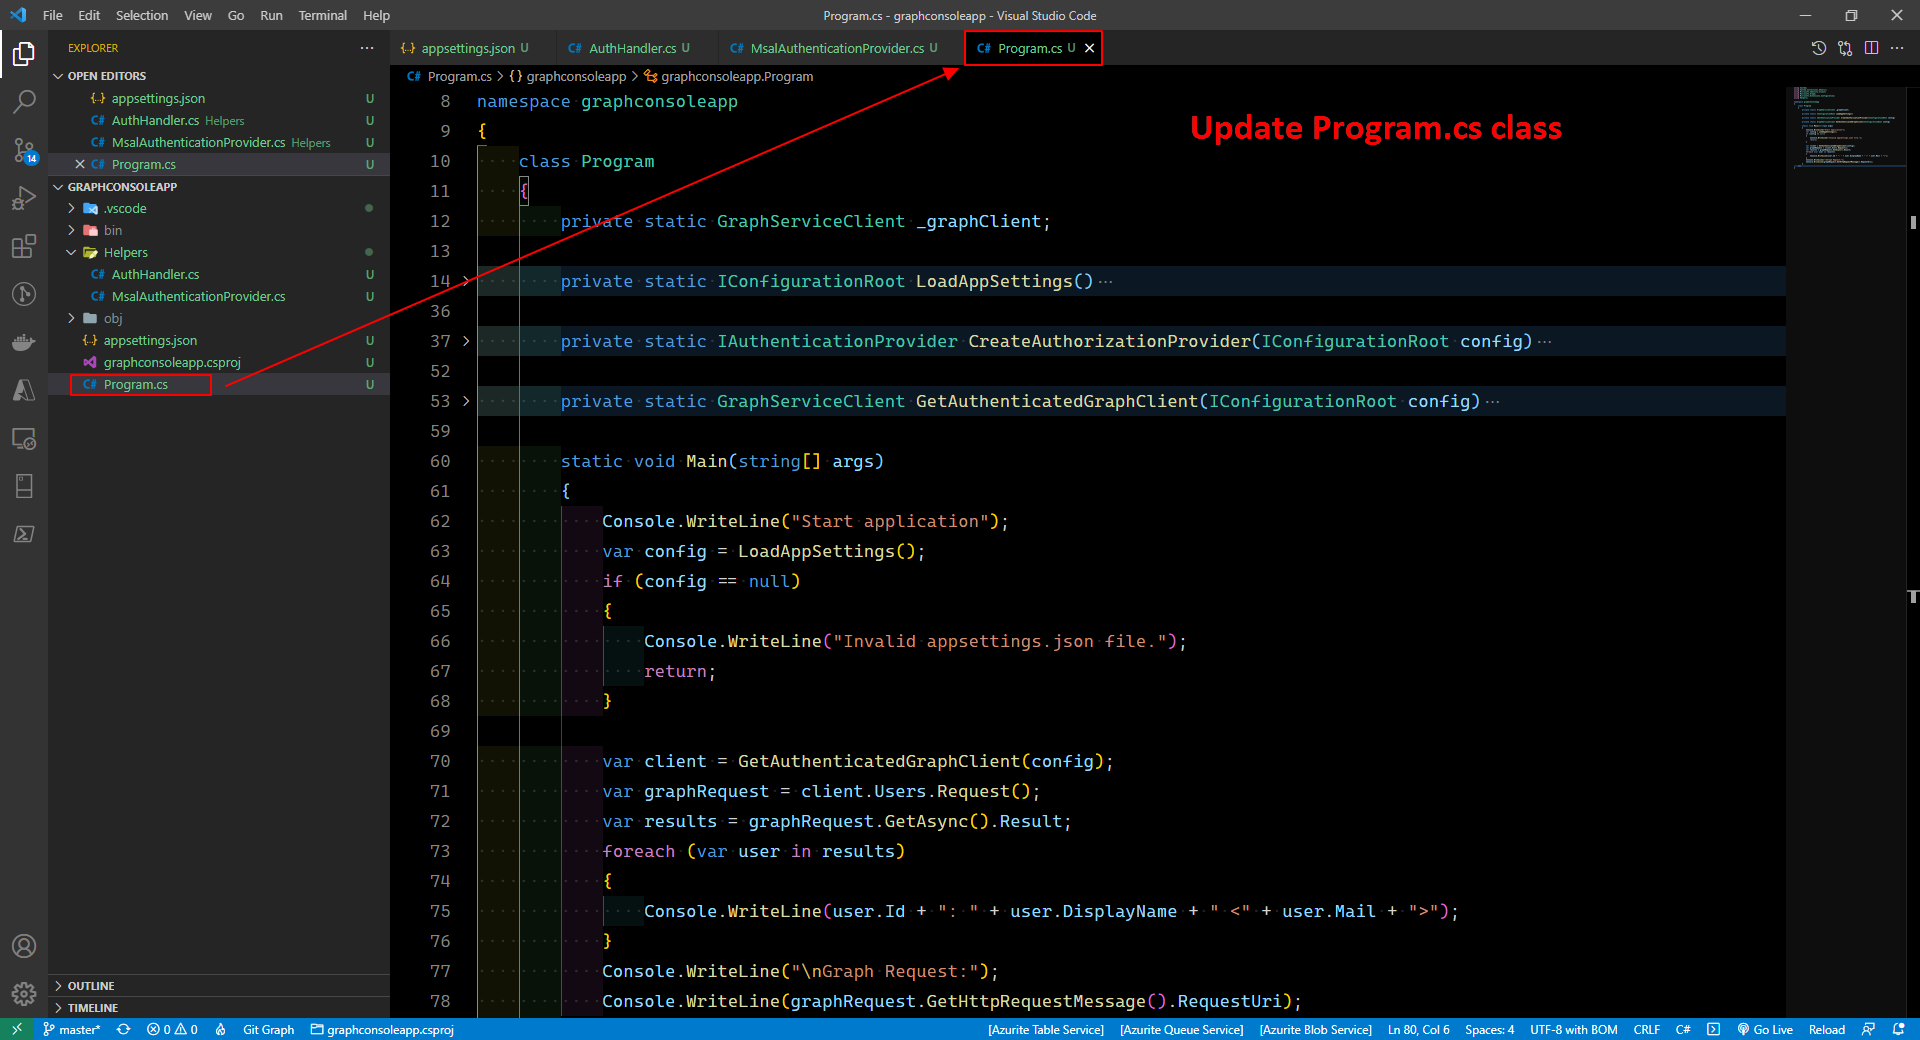 File Edit Selection View Go Run Terminal Help
Program.cs - graphconsoleapp - Visual Studio Code
EXPLORER
OPEN EDITORS
appsettings.json U
AuthHandler.cs Helpers U
MsalAuthenticationProvider.cs Helpers U
Program.cs U
GRAPHCONSOLEAPP
.vscode
bin
Helpers
AuthHandler.cs U
MsalAuthenticationProvider.cs U
obj
appsettings.json U
graphconsoleapp.csproj U
Program.cs U
OUTLINE
TIMELINE
14
appsettings.json U AuthHandler.cs U MsalAuthenticationProvider.cs U Program.cs U
Program.cs > {} graphconsoleapp > graphconsoleapp.Program
Update Program.cs class
8 namespace graphconsoleapp
9 {
10 class Program
11 {
12 private static GraphServiceClient _graphClient;
13
14 private static IConfigurationRoot LoadAppSettings()···
36
37 private static IAuthenticationProvider CreateAuthorizationProvider(IConfigurationRoot config)···
52
53 private static GraphServiceClient GetAuthenticatedGraphClient(IConfigurationRoot config)···
59
60 static void Main(string[] args)
61 {
62 Console.WriteLine("Start application");
63 var config = LoadAppSettings();
64 if (config == null)
65 {
66 Console.WriteLine("Invalid appsettings.json file.");
67 return;
68 }
69
70 var client = GetAuthenticatedGraphClient(config);
71 var graphRequest = client.Users.Request();
72 var results = graphRequest.GetAsync().Result;
73 foreach (var user in results)
74 {
75 Console.WriteLine(user.Id + ": " + user.DisplayName + " <" + user.Mail + ">");
76 }
77 Console.WriteLine("\nGraph Request:");
78 Console.WriteLine(graphRequest.GetHttpRequestMessage().RequestUri);
master* 0 0 Git Graph graphconsoleapp.csproj [Azurite Table Service] [Azurite Queue Service] [Azurite Blob Service] Ln 80, Col 6 Spaces: 4 UTF-8 with BOM CRLF C# Go Live Reload